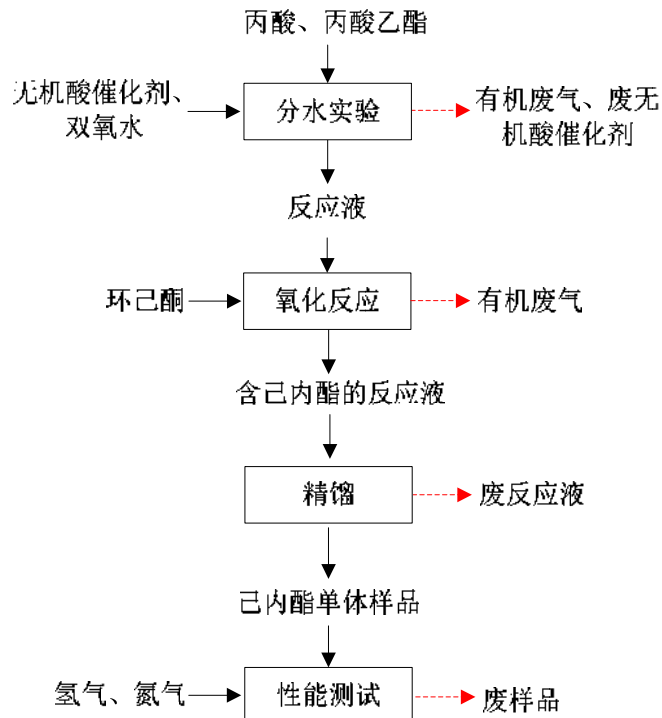 丙酸、丙酸乙酯
无机酸催化剂、
双氧水
分水实验
有机废气、废无
机酸催化剂
反应液
环己酮
氧化反应
有机废气
含己内酯的反应液
精馏
废反应液
己内酯单体样品
氢气、氮气
性能测试
废样品